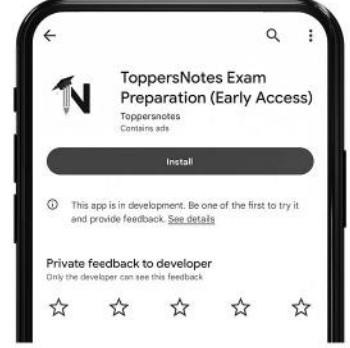 ToppersNotes Exam
Preparation (Early Access)
Toppersnotes
Contains ads
Install
This app is in development. Be one of the first to try it
and provide feedback. See details
Private feedback to developer
Only the developer can see this feedback